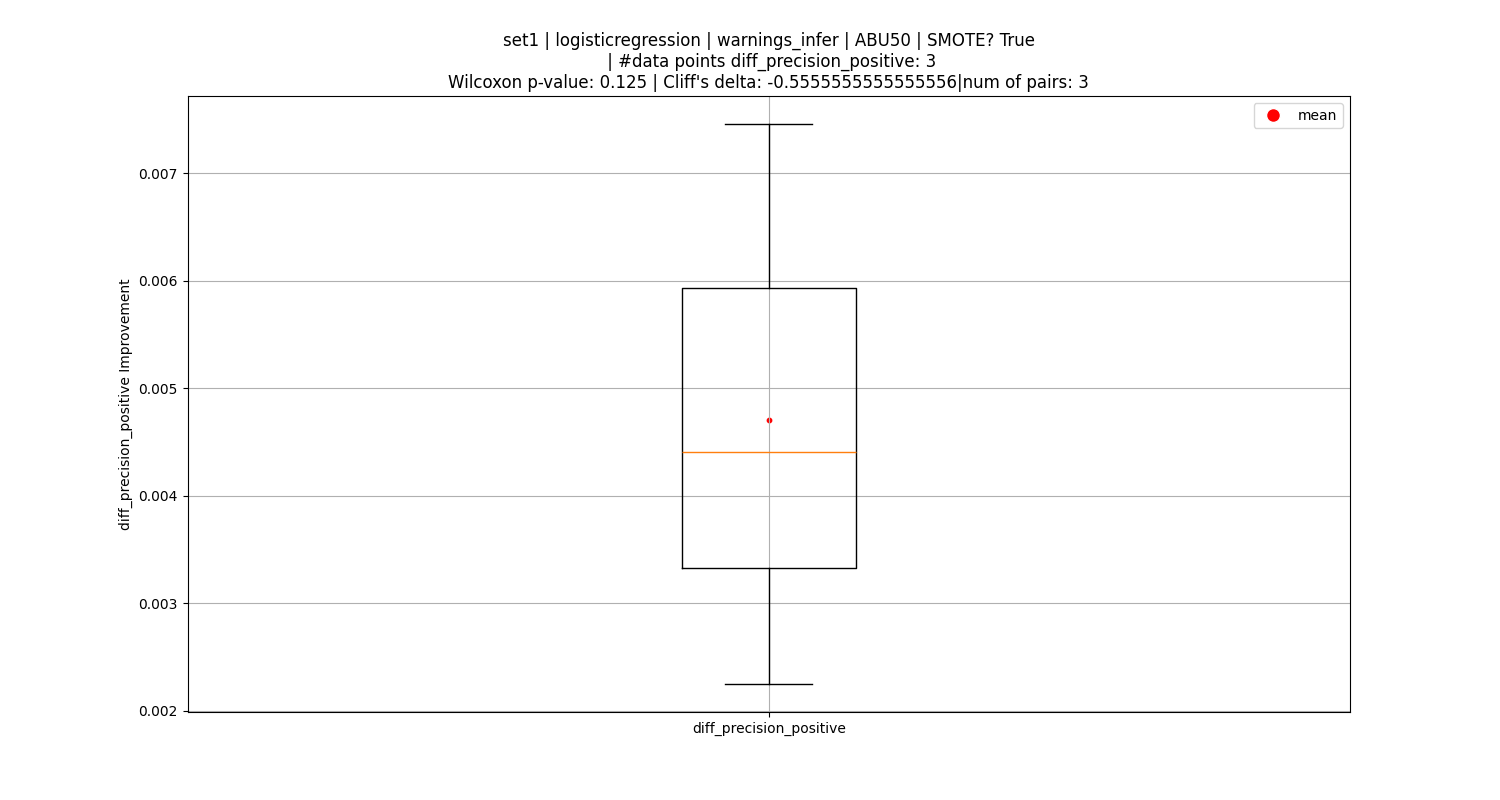 set1 | logisticregression | warnings_infer | ABU50 | SMOTE? True
| #data points diff_precision_positive: 3
Wilcoxon p-value: 0.125 | Cliff's delta: -0.5555555555555556|num of pairs: 3
mean
0.007
0.006
0.005
0.004
0.003
0.002
diff_precision_positive Improvement
diff_precision_positive